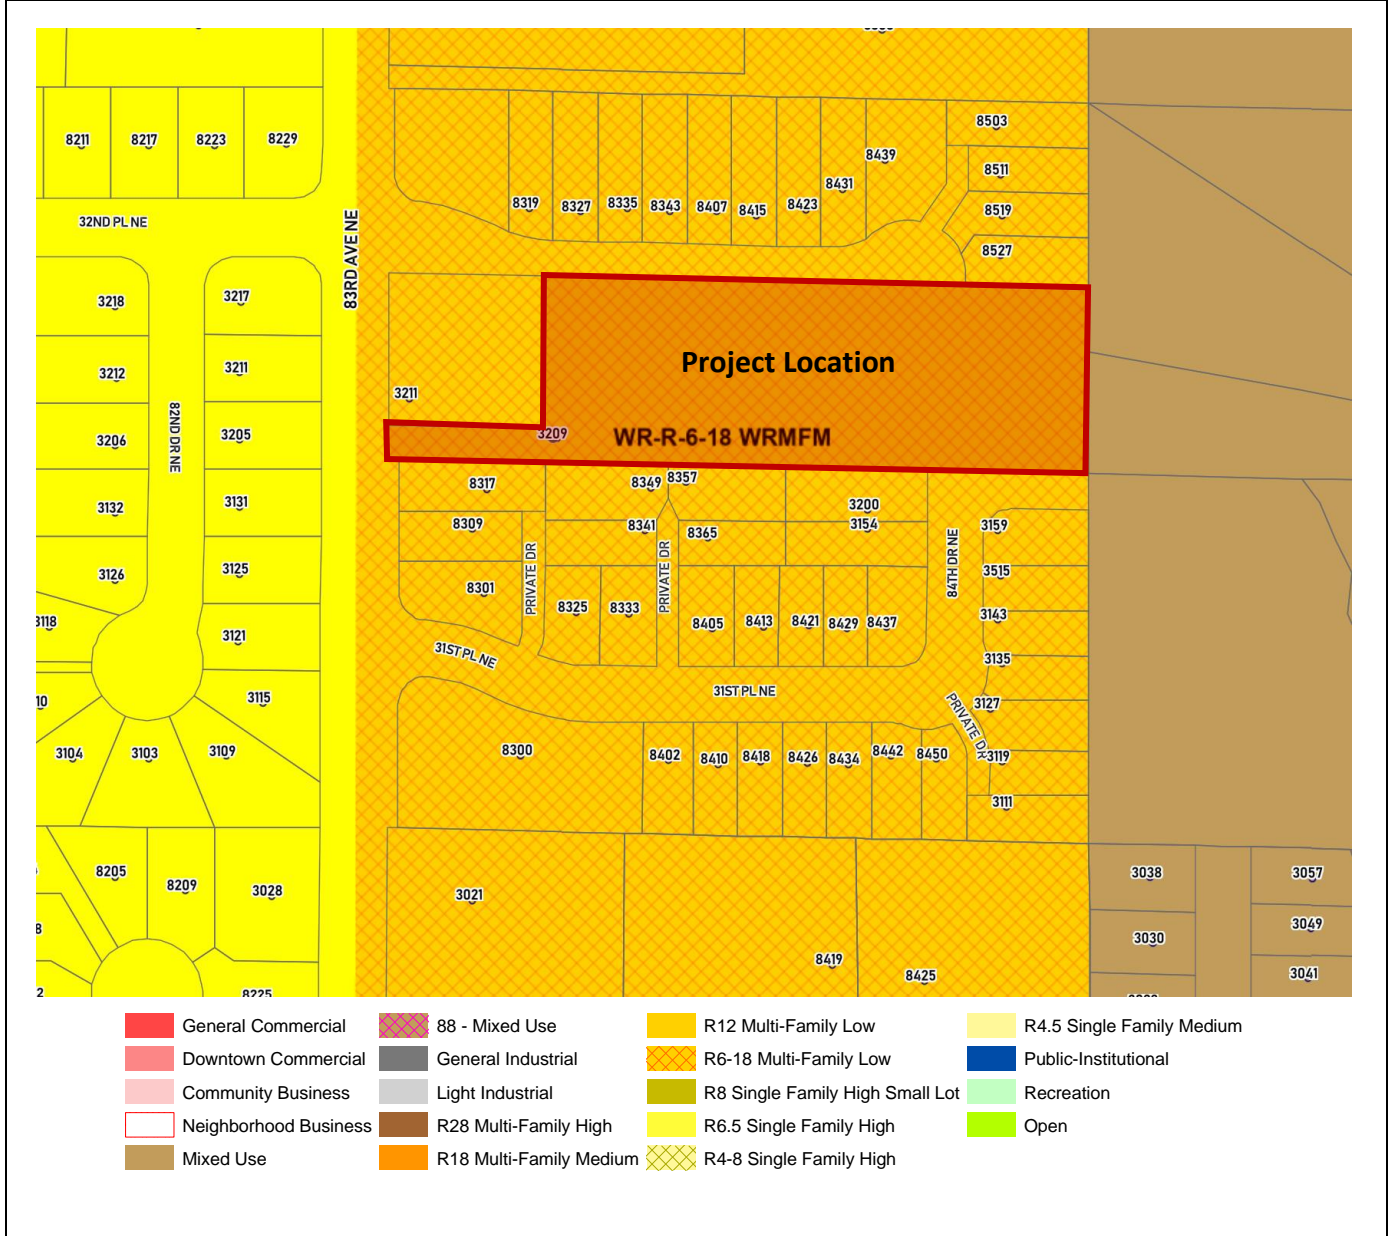 8211
8217
8223
8229
8503
8439
8511
8431
8319
8327
8335
8343
8407
8415
8423
8519
32ND PL NE
83RD AVE NE
8527
3218
3217
3212
3211
Project Location
3211
82ND DR NE
3206
3205
3209
WR-R-6-18 WRMFM
8317
8349
8357
3132
3131
3200
8309
8341
8365
3154
3159
PRIVATE DR
PRIVATE DR
84TH DR NE
3126
3125
3515
8301
8325
8333
3118
3121
8405
8413
8421
8429
8437
3143
31ST PL NE
3135
10
3115
31ST PL NE
3127
PRIVATE DR
3104
3103
3109
8300
8402
8410
8418
8426
8434
8442
8450
3119
3111
8205
8209
3028
3021
3038
3057
8
3030
3049
8419
8425
3041
2
8225
General Commercial
Downtown Commercial
Community Business
Neighborhood Business
Mixed Use
88 - Mixed Use
General Industrial
Light Industrial
R28 Multi-Family High
R18 Multi-Family Medium
R12 Multi-Family Low
R6-18 Multi-Family Low
R8 Single Family High Small Lot
R6.5 Single Family High
R4-8 Single Family High
R4.5 Single Family Medium
Public-Institutional
Recreation
Open